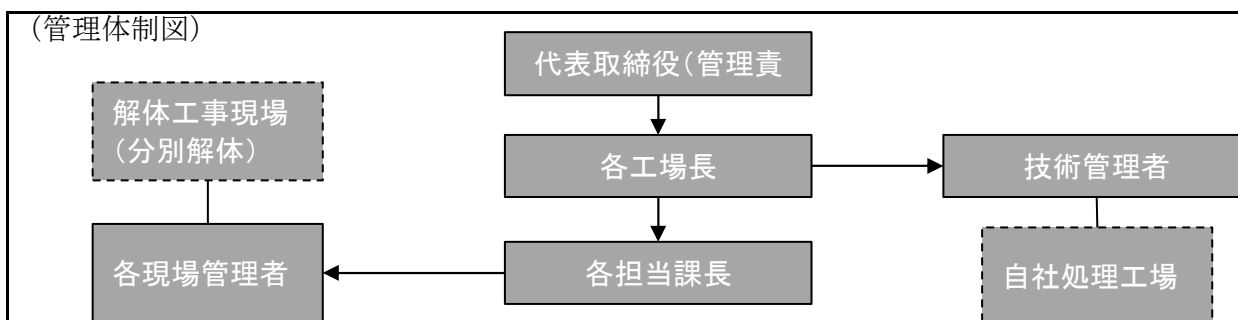 （管理体制図）
代表取締役（管理責
解体工事現場
（分別解体）
各工場長
技術管理者
各現場管理者
各担当課長
自社処理工場